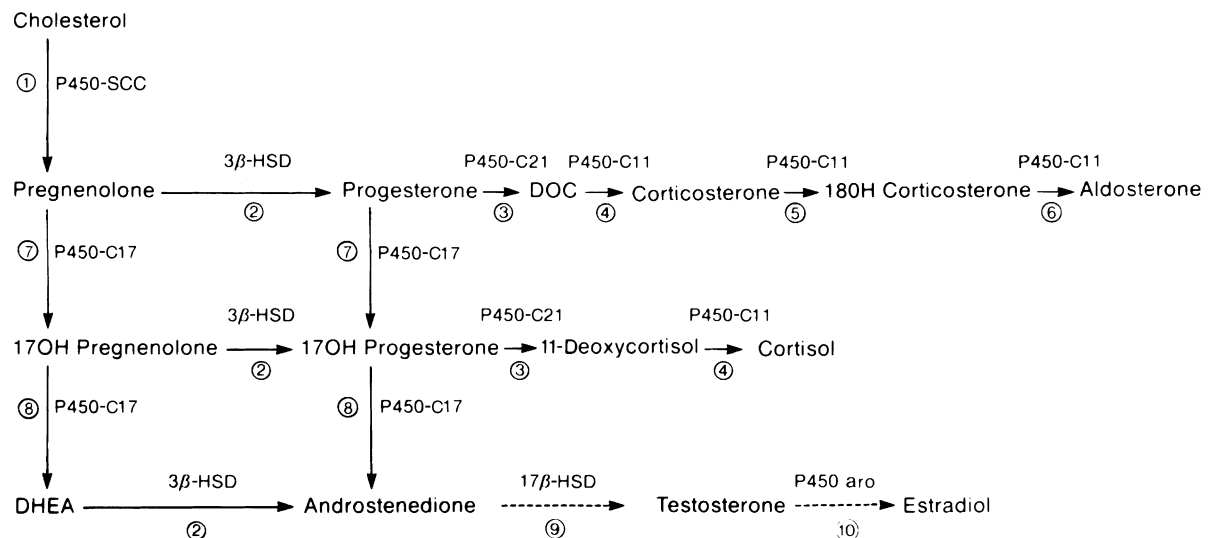 Cholesterol
① P450-SCC
3β-HSD P450-C21 P450-C11 P450-C11 P450-C11
Pregnenolone Progesterone DOC Corticosterone 180H Corticosterone Aldosterone
② ③ ④ ⑤ ⑥
⑦ P450-C17 ⑦ P450-C17
3β-HSD P450-C21 P450-C11
17OH Pregnenolone 17OH Progesterone 11-Deoxycortisol Cortisol
② ③ ④
⑧ P450-C17 ⑧ P450-C17
3β-HSD 17β-HSD P450 aro
DHEA Androstenedione Testosterone Estradiol
② ⑨ ⑩